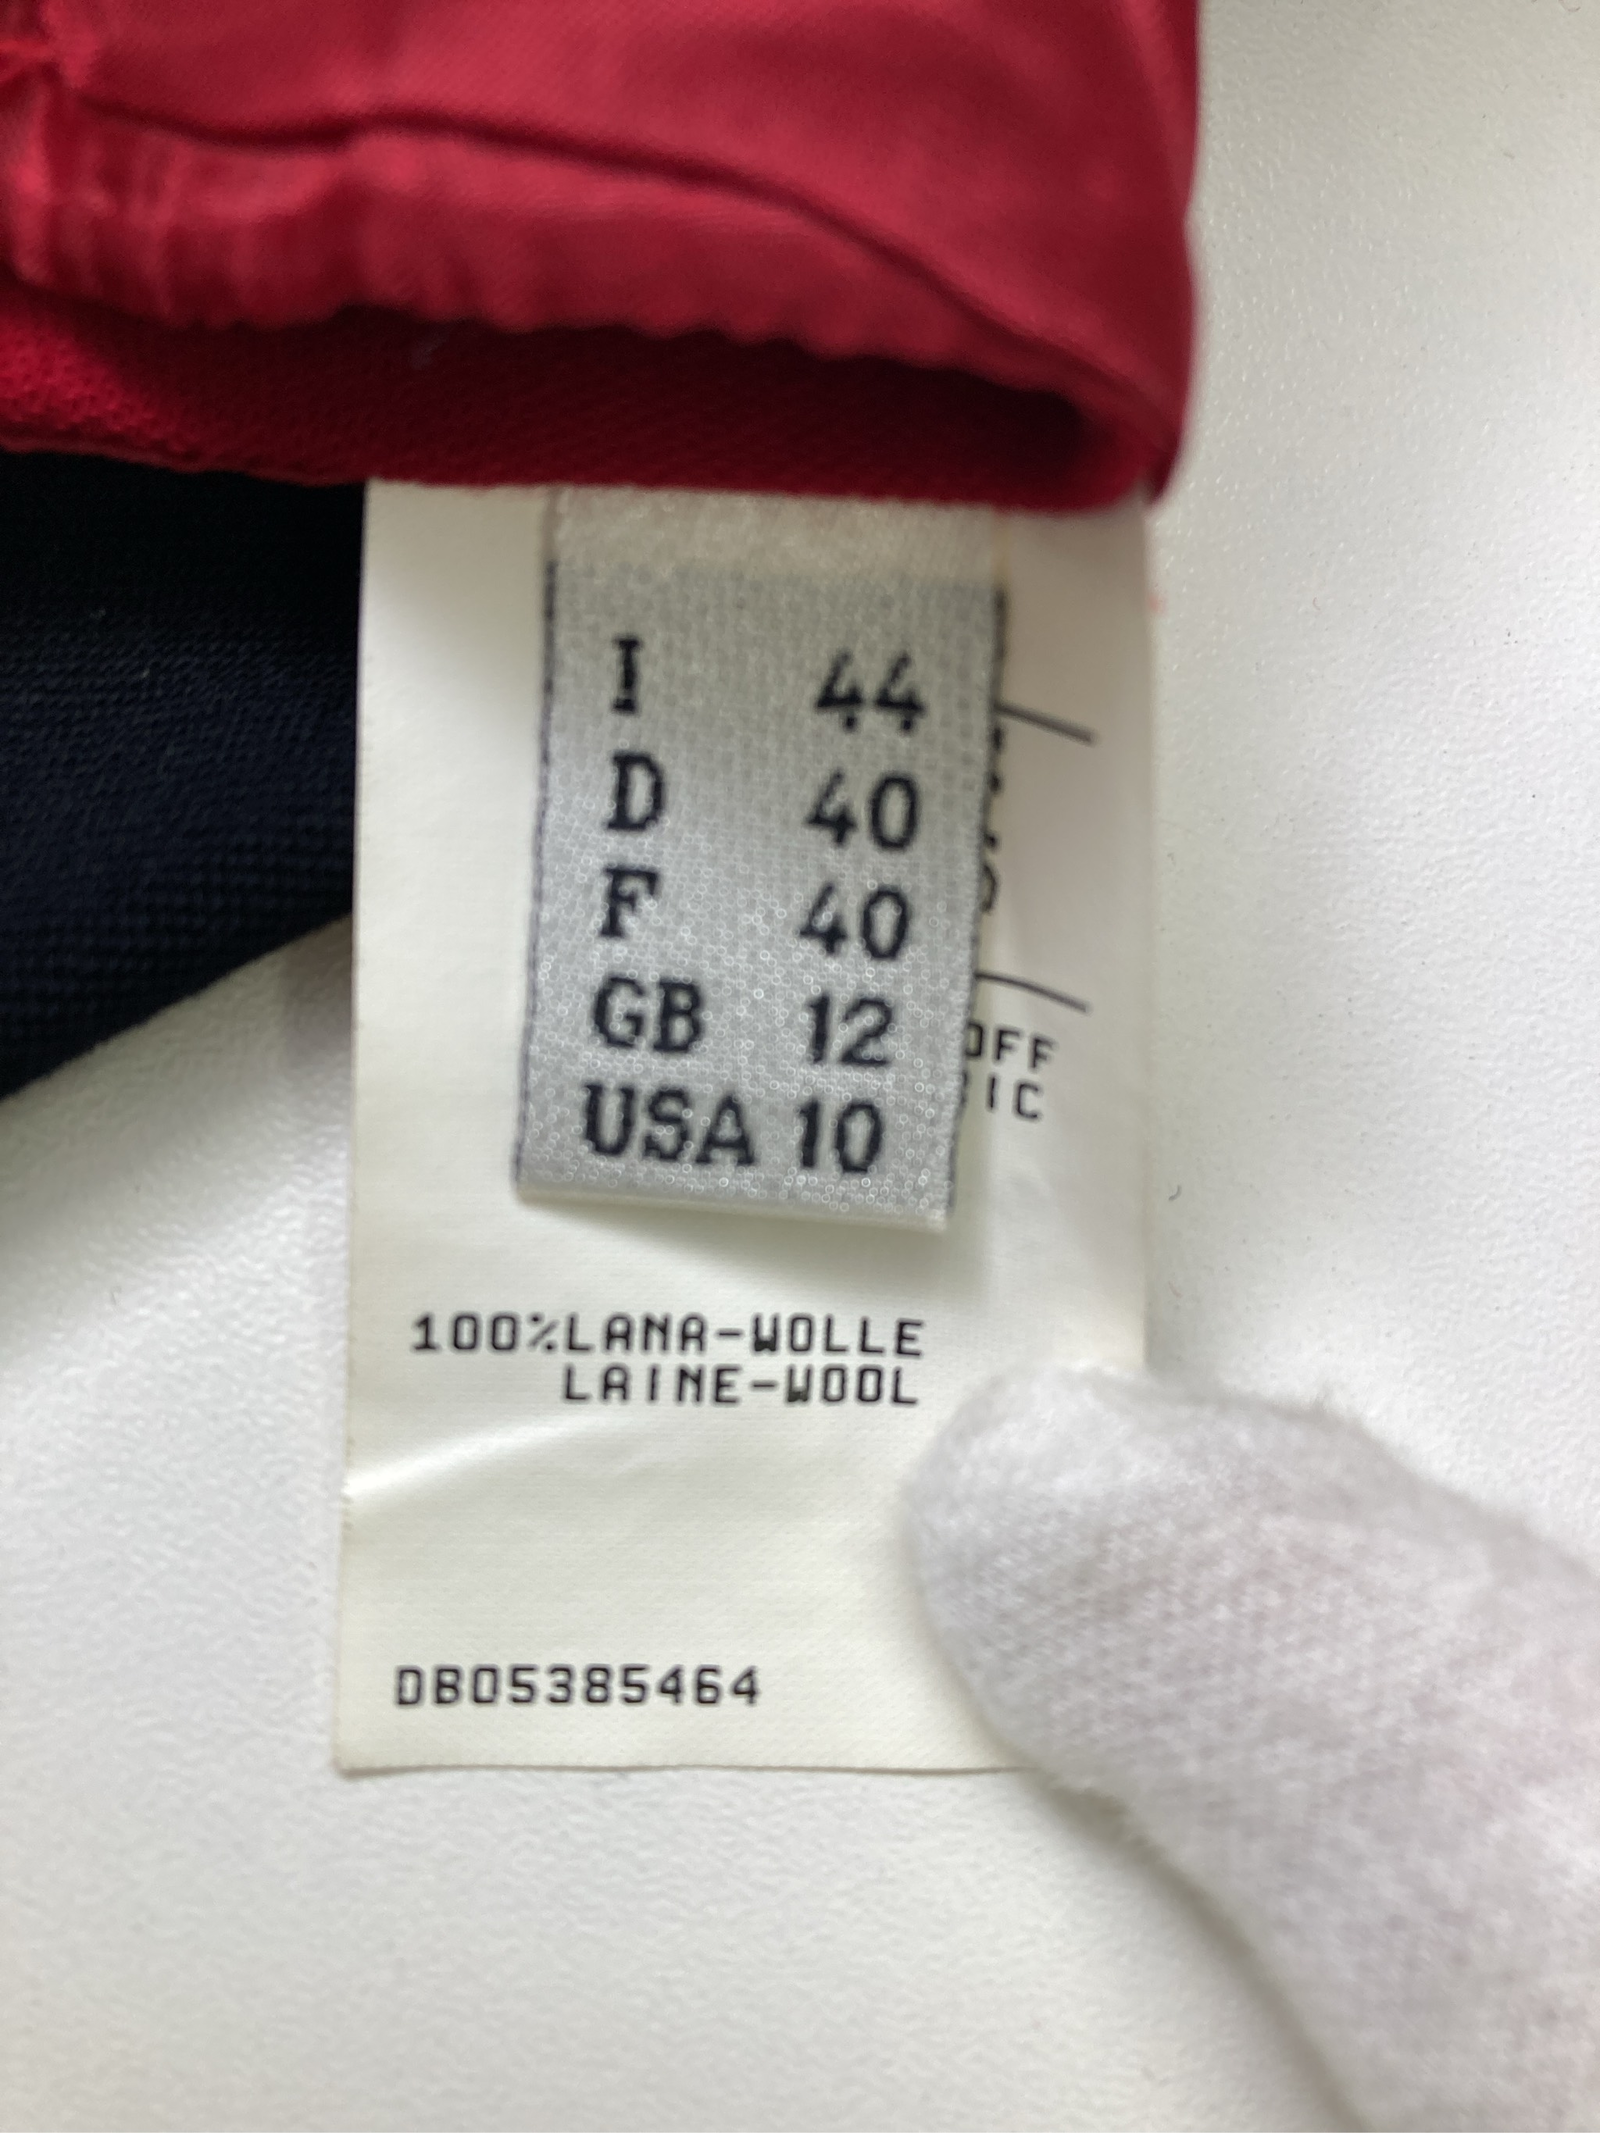 I 44
D 40
F 40
GB 12
USA 10
100%LANA-WOLLE
LAINE-WOOL
DB05385464